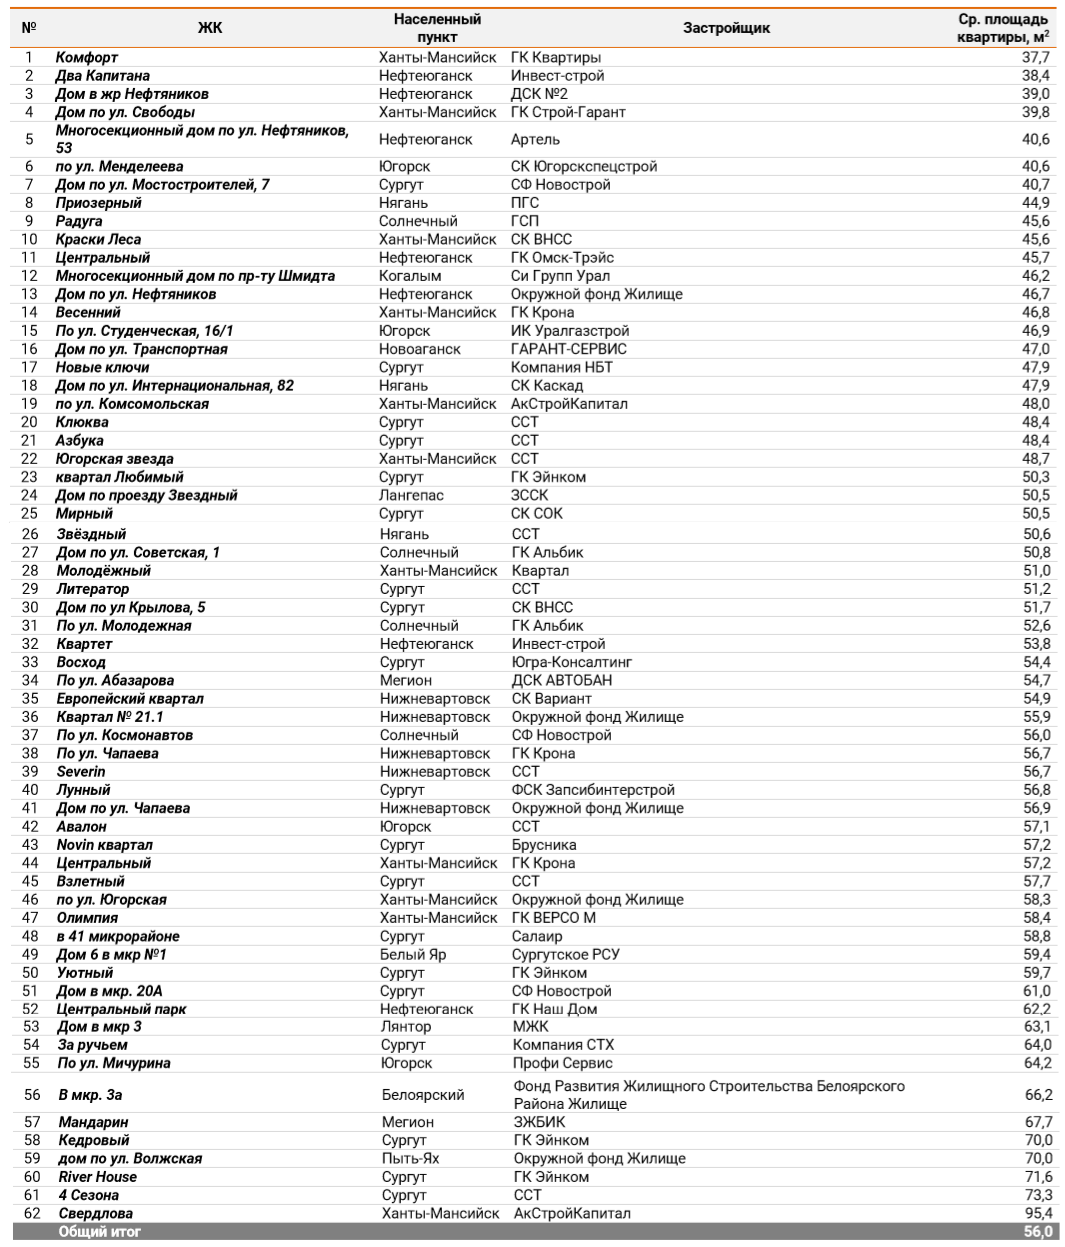 № ЖК Населенный пункт Застройщик Ср. площадь квартиры, м²
1 Комфорт Ханты-Мансийск ГК Квартиры 37,7
2 Два Капитана Нефтеюганск Инвест-строй 38,4
3 Дом в жр Нефтяников Нефтеюганск ДСК №2 39,0
4 Дом по ул. Свободы Ханты-Мансийск ГК Строй-Гарант 39,8
5 Многосекционный дом по ул. Нефтяников, 53 Нефтеюганск Артель 40,6
6 по ул. Менделеева Югорск СК Югорскспецстрой 40,6
7 Дом по ул. Мостостроителей, 7 Сургут СФ Новострой 40,7
8 Приозерный Нягань ПГС 44,9
9 Радуга Солнечный ГСП 45,6
10 Краски Леса Ханты-Мансийск СК ВНСС 45,6
11 Центральный Нефтеюганск ГК Омск-Трэйс 45,7
12 Многосекционный дом по пр-ту Шмидта Когалым Си Групп Урал 46,2
13 Дом по ул. Нефтяников Нефтеюганск Окружной фонд Жилище 46,7
14 Весенний Ханты-Мансийск ГК Крона 46,8
15 По ул. Студенческая, 16/1 Югорск ИК Уралгазстрой 46,9
16 Дом по ул. Транспортная Новоаганск ГАРАНТ-СЕРВИС 47,0
17 Новые ключи Сургут Компания НБТ 47,9
18 Дом по ул. Интернациональная, 82 Нягань СК Каскад 47,9
19 по ул. Комсомольская Ханты-Мансийск АкСтройКапитал 48,0
20 Клюква Сургут ССТ 48,4
21 Азбука Сургут ССТ 48,4
22 Югорская звезда Ханты-Мансийск ССТ 48,7
23 квартал Любимый Сургут ГК Эйнком 50,3
24 Дом по проезду Звездный Лангепас ЗССК 50,5
25 Мирный Сургут СК СОК 50,5
26 Звёздный Нягань ССТ 50,6
27 Дом по ул. Советская, 1 Солнечный ГК Альбик 50,8
28 Молодёжный Ханты-Мансийск Квартал 51,0
29 Литератор Сургут ССТ 51,2
30 Дом по ул Крылова, 5 Сургут СК ВНСС 51,7
31 По ул. Молодежная Солнечный ГК Альбик 52,6
32 Квартет Нефтеюганск Инвест-строй 53,8
33 Восход Сургут Югра-Консалтинг 54,4
34 По ул. Абазарова Мегион ДСК АВТОБАН 54,7
35 Европейский квартал Нижневартовск СК Вариант 54,9
36 Квартал № 21.1 Нижневартовск Окружной фонд Жилище 55,9
37 По ул. Космонавтов Солнечный СФ Новострой 56,0
38 По ул. Чапаева Нижневартовск ГК Крона 56,7
39 Severin Нижневартовск ССТ 56,7
40 Лунный Сургут ФСК Запсибинтерстрой 56,8
41 Дом по ул. Чапаева Нижневартовск Окружной фонд Жилище 56,9
42 Авалон Югорск ССТ 57,1
43 Novin квартал Сургут Брусника 57,2
44 Центральный Ханты-Мансийск ГК Крона 57,2
45 Взлетный Сургут ССТ 57,7
46 по ул. Югорская Ханты-Мансийск Окружной фонд Жилище 58,3
47 Олимпия Ханты-Мансийск ГК ВЕРСО М 58,4
48 в 41 микрорайоне Сургут Салаир 58,8
49 Дом 6 в мкр №1 Белый Яр Сургутское РСУ 59,4
50 Уютный Сургут ГК Эйнком 59,7
51 Дом в мкр. 20А Сургут СФ Новострой 61,0
52 Центральный парк Нефтеюганск ГК Наш Дом 62,2
53 Дом в мкр 3 Лянтор МЖК 63,1
54 За ручьем Сургут Компания СТХ 64,0
55 По ул. Мичурина Югорск Профи Сервис 64,2
56 В мкр. 3а Белоярский Фонд Развития Жилищного Строительства Белоярского Района Жилище 66,2
57 Мандарин Мегион ЗЖБИК 67,7
58 Кедровый Сургут ГК Эйнком 70,0
59 дом по ул. Волжская Пыть-Ях Окружной фонд Жилище 70,0
60 River House Сургут ГК Эйнком 71,6
61 4 Сезона Сургут ССТ 73,3
62 Свердлова Ханты-Мансийск АкСтройКапитал 95,4
Общий итог 56,0